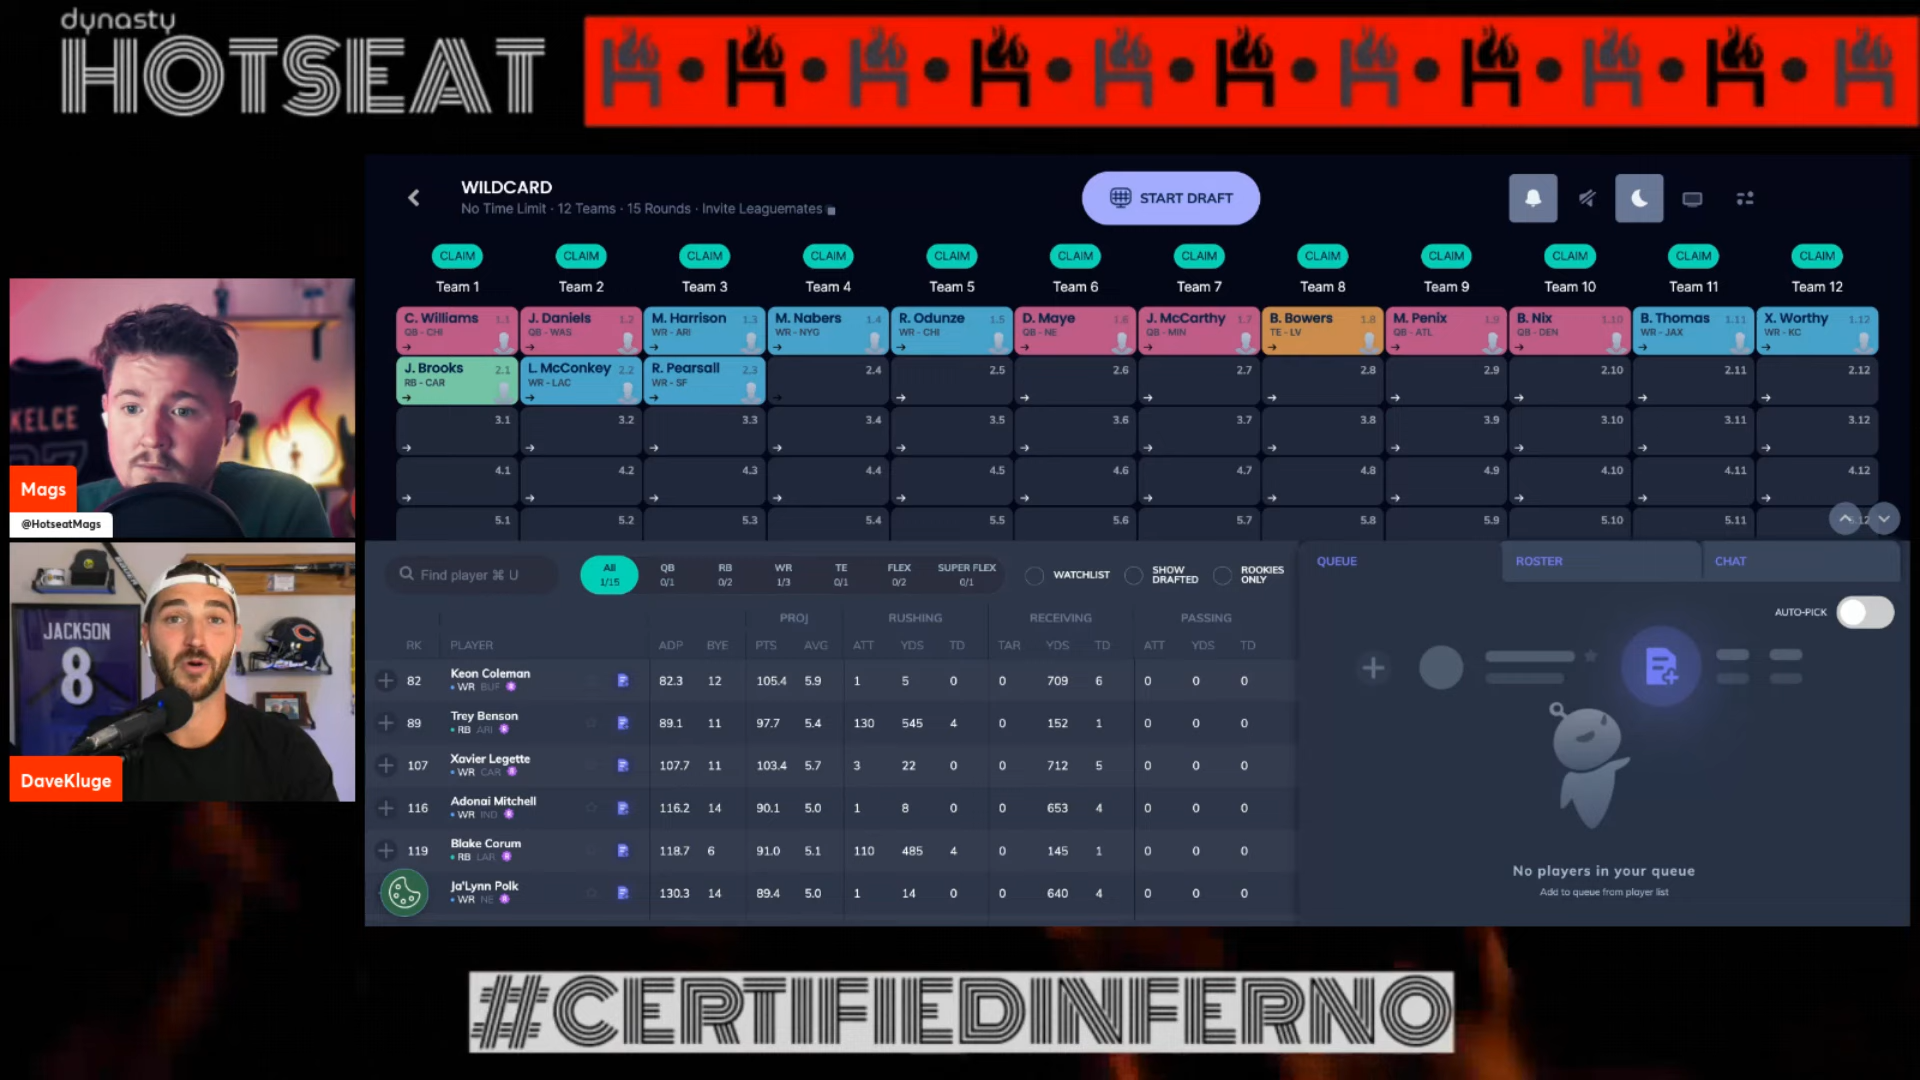 dynasty
HOTSEAT
WILDCARD
No Time Limit · 12 Teams · 15 Rounds · Invite Leaguemates
START DRAFT
CLAIM CLAIM CLAIM CLAIM CLAIM CLAIM CLAIM CLAIM CLAIM CLAIM CLAIM CLAIM
Team 1 Team 2 Team 3 Team 4 Team 5 Team 6 Team 7 Team 8 Team 9 Team 10 Team 11 Team 12
C. Williams 1.1 J. Daniels 1.2 M. Harrison 1.3 M. Nabers 1.4 R. Odunze 1.5 D. Maye 1.6 J. McCarthy 1.7 B. Bowers 1.8 M. Penix 1.9 B. Nix 1.10 B. Thomas 1.11 X. Worthy 1.12
QB - CHI QB - WAS WR - ARI WR - NYG WR - CHI QB - NE QB - MIN TE - LV QB - ATL QB - DEN WR - JAX WR - KC
J. Brooks 2.1 L. McConkey 2.2 R. Pearsall 2.3 2.4 2.5 2.6 2.7 2.8 2.9 2.10 2.11 2.12
RB - CAR WR - LAC WR - SF
3.1 3.2 3.3 3.4 3.5 3.6 3.7 3.8 3.9 3.10 3.11 3.12
4.1 4.2 4.3 4.4 4.5 4.6 4.7 4.8 4.9 4.10 4.11 4.12
5.1 5.2 5.3 5.4 5.5 5.6 5.7 5.8 5.9 5.10 5.11 5.12
KELCE
Mags
@HotseatMags
JACKSON
8
DaveKluge
Find player ⌘ U
All QB RB WR TE FLEX SUPER FLEX
1/15 0/1 0/2 1/3 0/1 0/2 0/1
WATCHLIST
SHOW DRAFTED
ROOKIES ONLY
QUEUE ROSTER CHAT
AUTO-PICK
PROJ RUSHING RECEIVING PASSING
RK PLAYER ADP BYE PTS AVG ATT YDS TD TAR YDS TD ATT YDS TD
82 Keon Coleman 82.3 12 105.4 5.9 1 5 0 0 709 6 0 0 0
WR BUF R
89 Trey Benson 89.1 11 97.7 5.4 130 545 4 0 152 1 0 0 0
RB ARI R
107 Xavier Legette 107.7 11 103.4 5.7 3 22 0 0 712 5 0 0 0
WR CAR R
116 Adonai Mitchell 116.2 14 90.1 5.0 1 8 0 0 653 4 0 0 0
WR IND R
119 Blake Corum 118.7 6 91.0 5.1 110 485 4 0 145 1 0 0 0
RB LAR R
Ja'Lynn Polk 130.3 14 89.4 5.0 1 14 0 0 640 4 0 0 0
WR NE R
No players in your queue
Add to queue from player list
#CERTIFIEDINFERNO